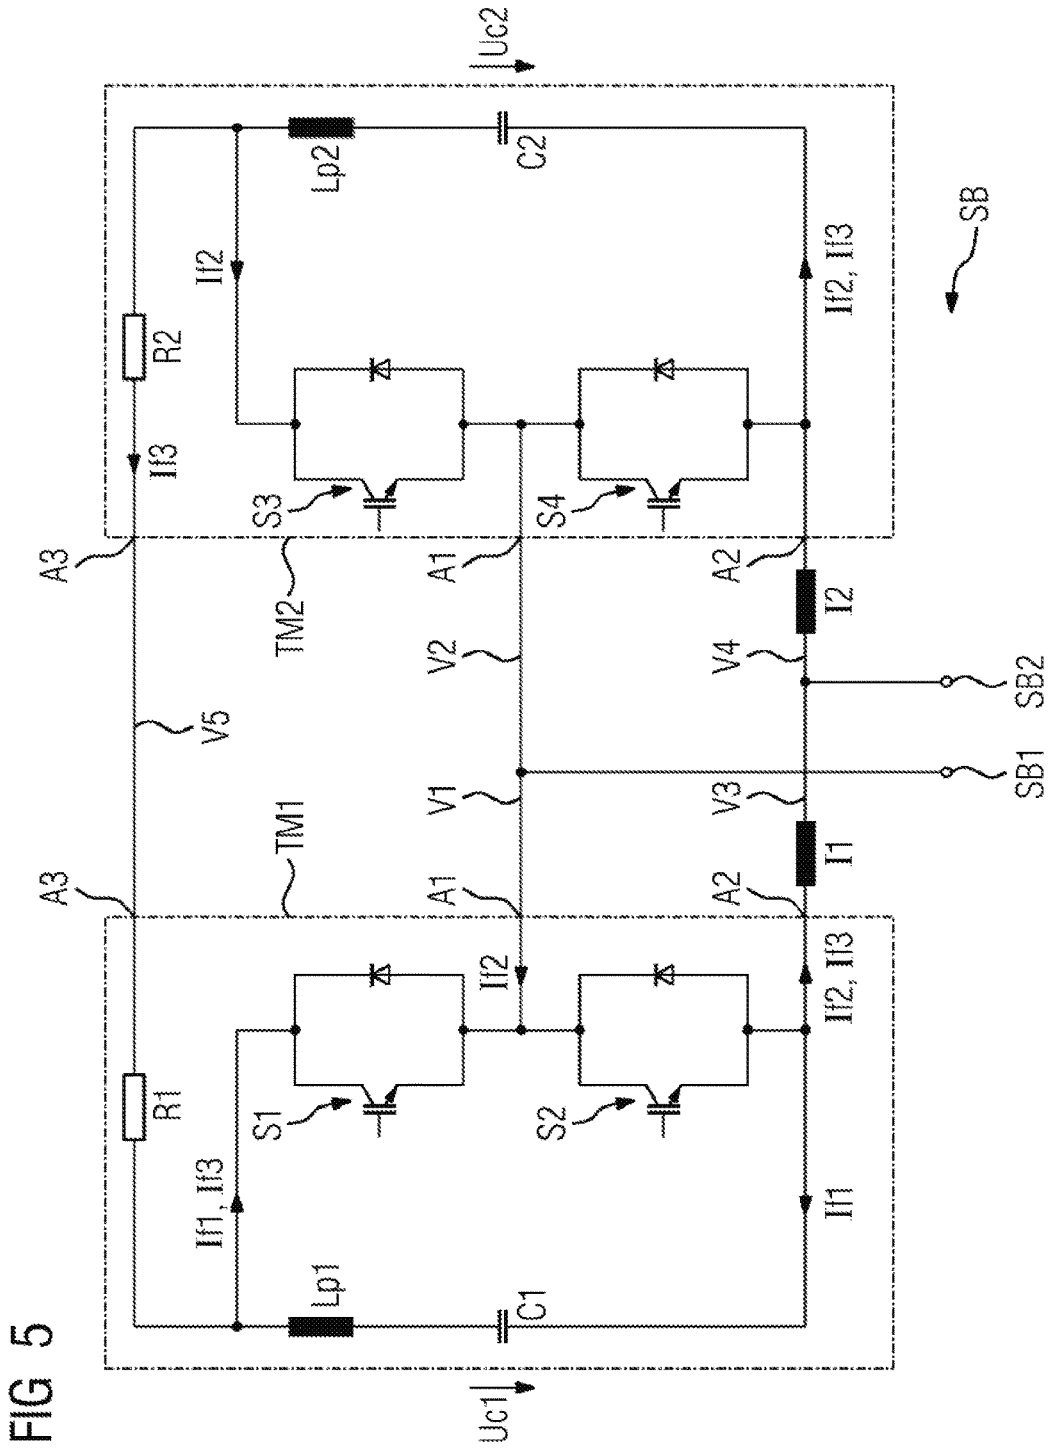 FIG 5
A3
A3
R1
If3
R2
If1, If3
V5
If2
S1
S3
TM1
TM2
Lp1
Lp2
A1
V1
V2
A1
Uc1
If2
Uc2
C1
C2
S2
S4
A2
V3
V4
A2
If1
If2, If3
I1
I2
If2, If3
SB
SB1
SB2